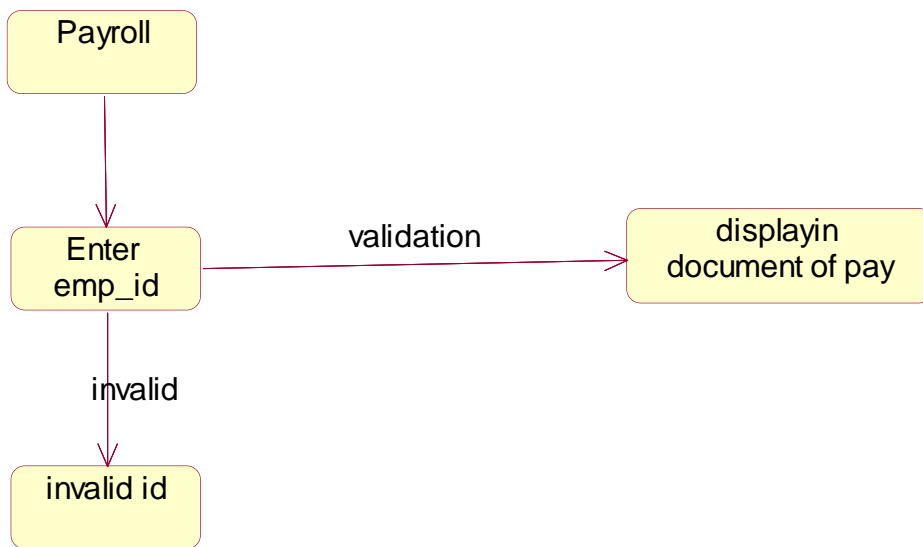 Payroll
Enter
emp_id
validation
displayin
document of pay
invalid
invalid id